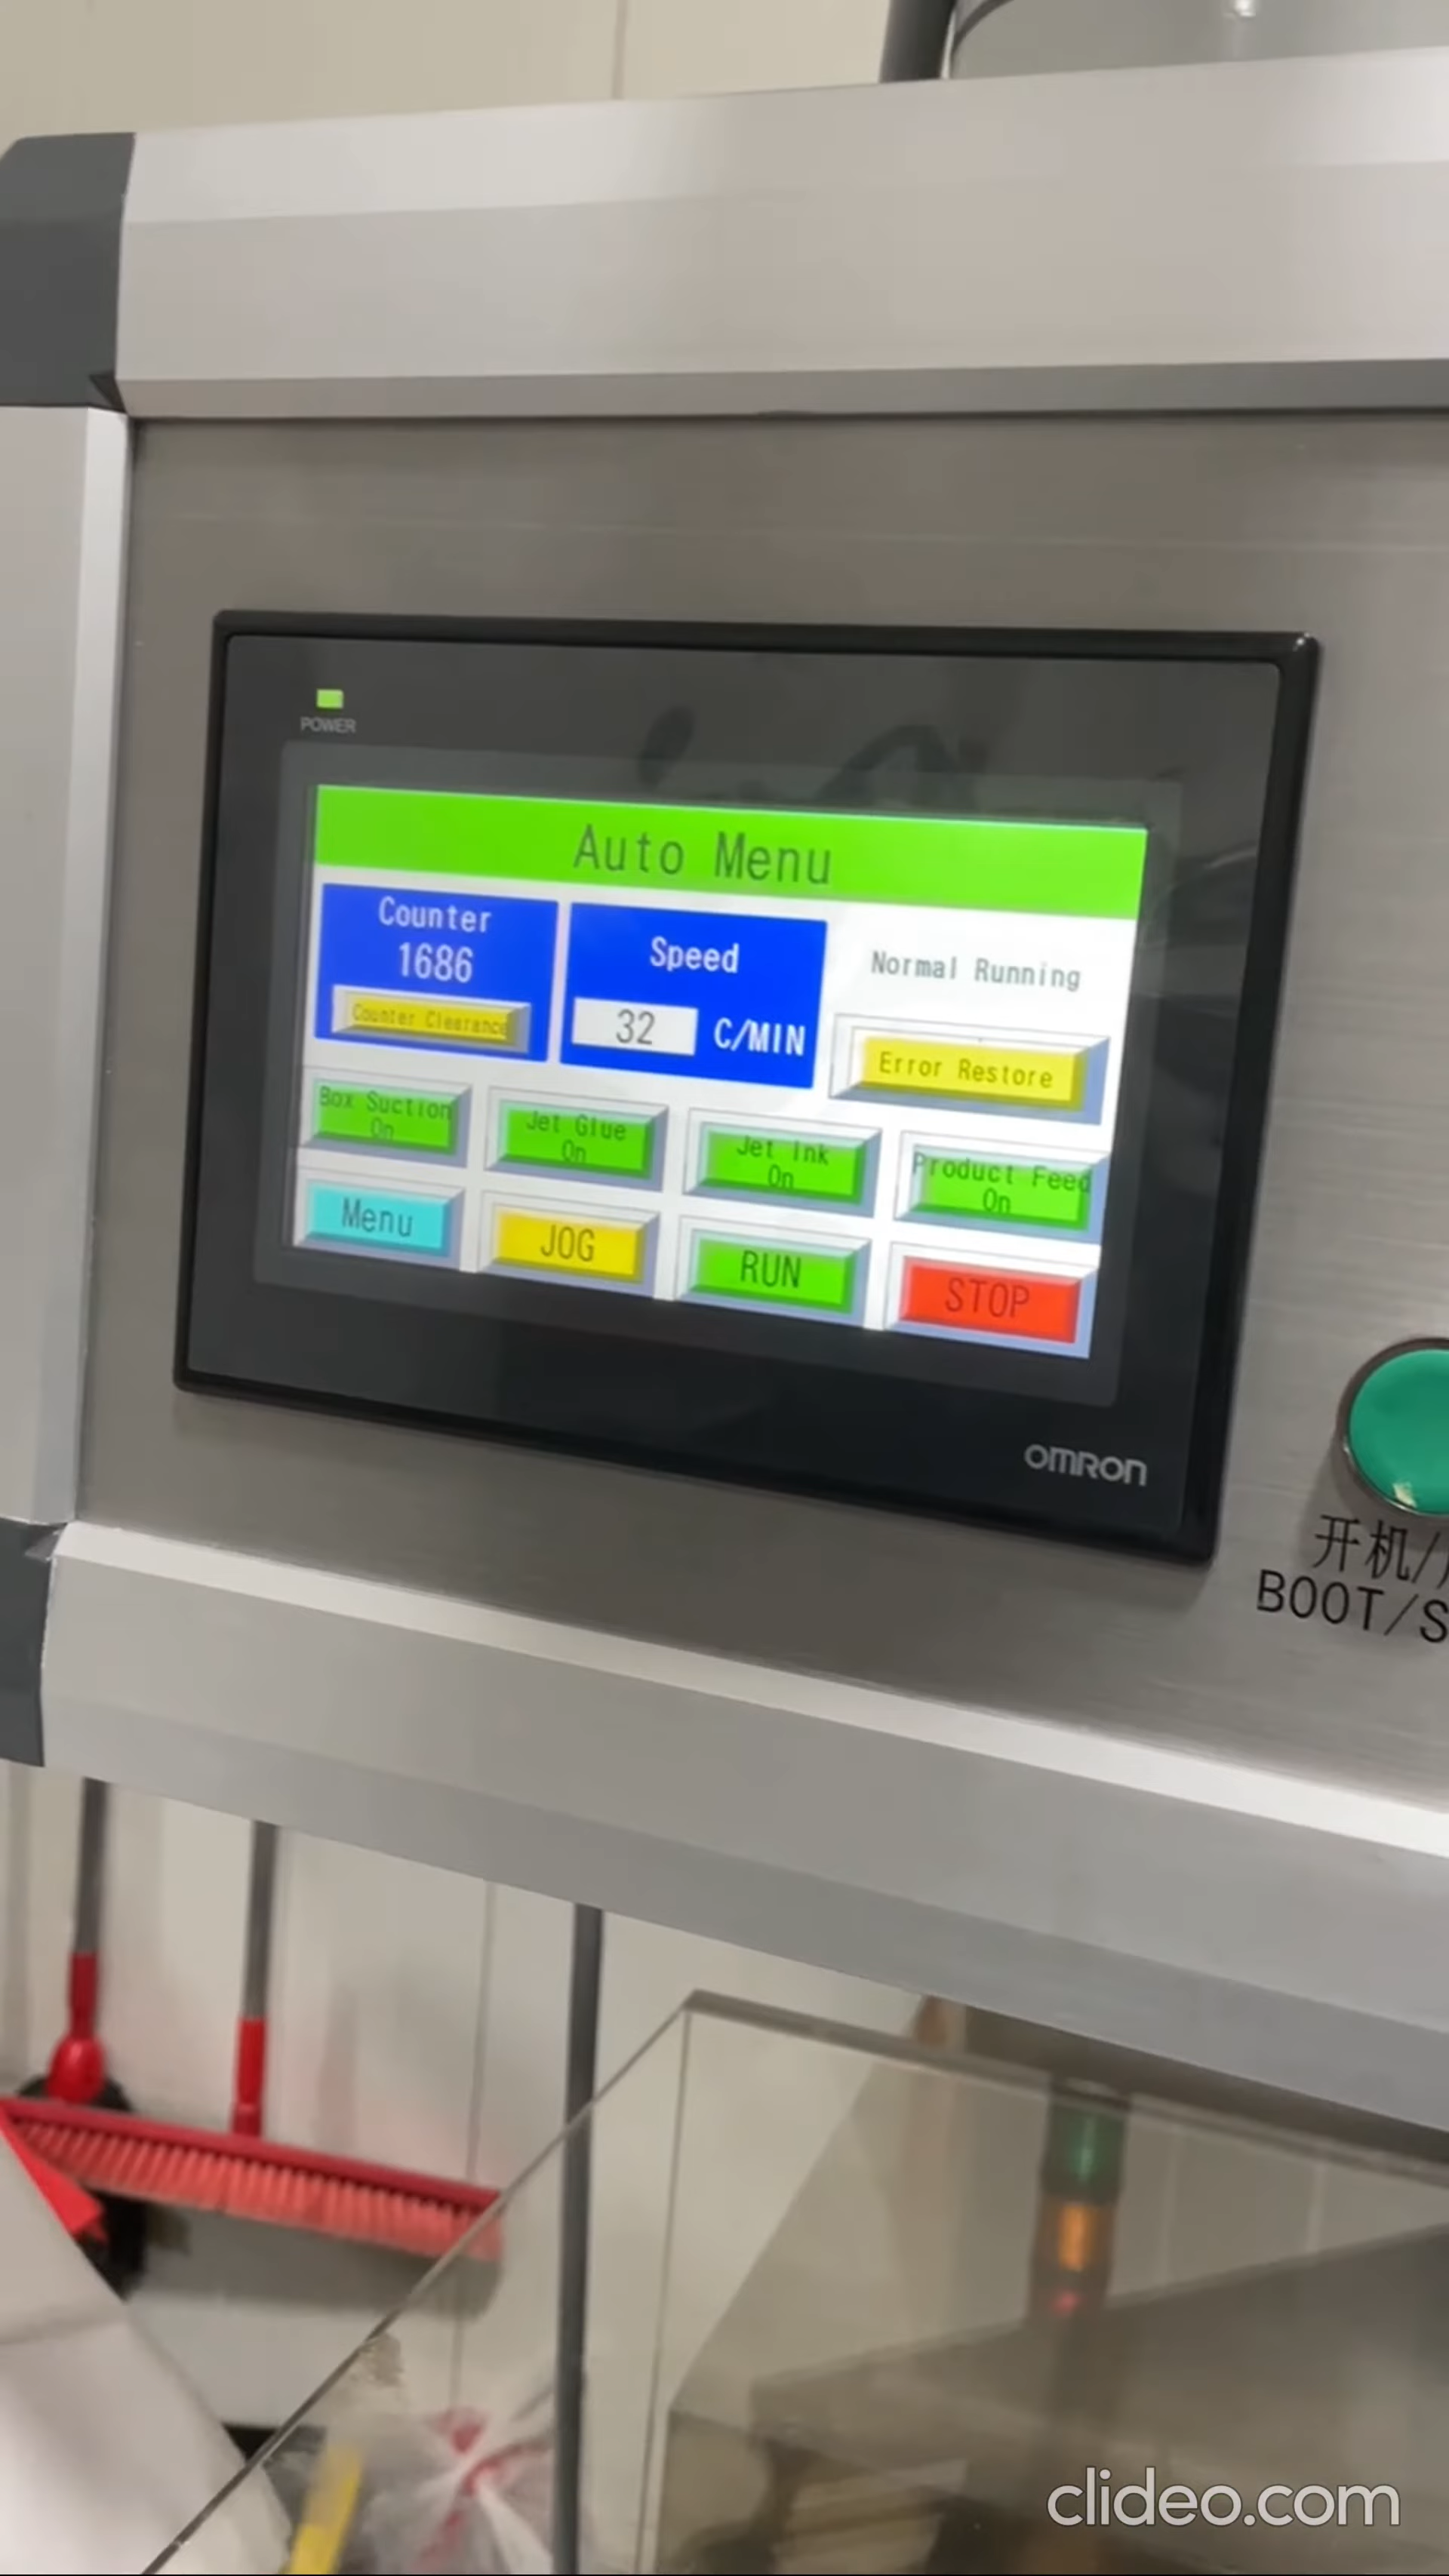 POWER
Auto Menu
Counter
1686
Counter Clearance
Speed
32 C/MIN
Normal Running
Error Restore
Box Suction
On
Jet Glue
On
Jet Ink
On
Product Feed
On
Menu
JOG
RUN
STOP
OMRON
开机/
BOOT/S
clideo.com